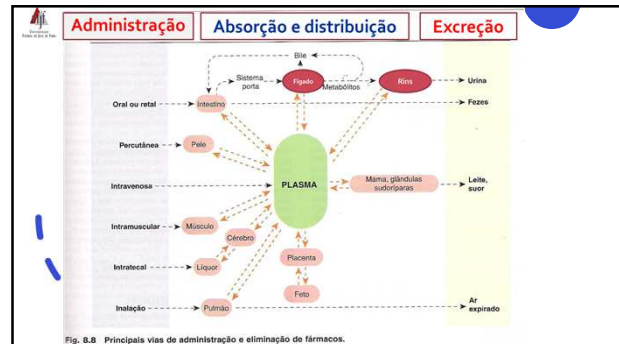 Administração
Absorção e distribuição
Excreção
Bile
Sistema
porta
Fígado
Metabólitos
Rins
Urina
Oral ou retal
Intestino
Fezes
Percutânea
Pele
Intravenosa
PLASMA
Mama, glândulas
sudoríparas
Leite,
suor
Intramuscular
Músculo
Cérebro
Placenta
Intratecal
Líquor
Feto
Inalação
Pulmão
Ar
expirado
Fig. 8.8 Principais vias de administração e eliminação de fármacos.